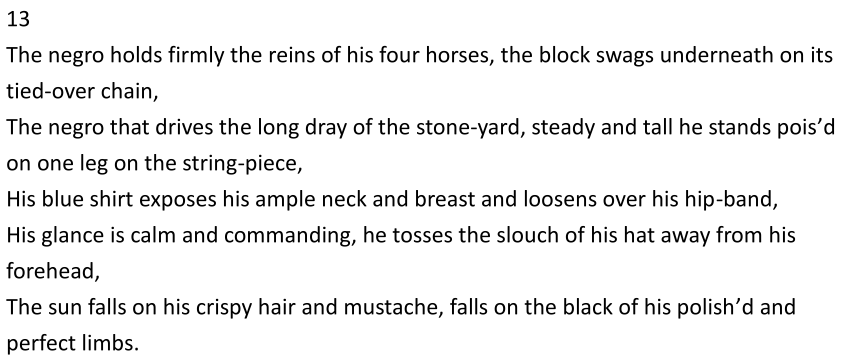 13
The negro holds firmly the reins of his four horses, the block swags underneath on its
tied-over chain,
The negro that drives the long dray of the stone-yard, steady and tall he stands pois’d
on one leg on the string-piece,
His blue shirt exposes his ample neck and breast and loosens over his hip-band,
His glance is calm and commanding, he tosses the slouch of his hat away from his
forehead,
The sun falls on his crispy hair and mustache, falls on the black of his polish’d and
perfect limbs.